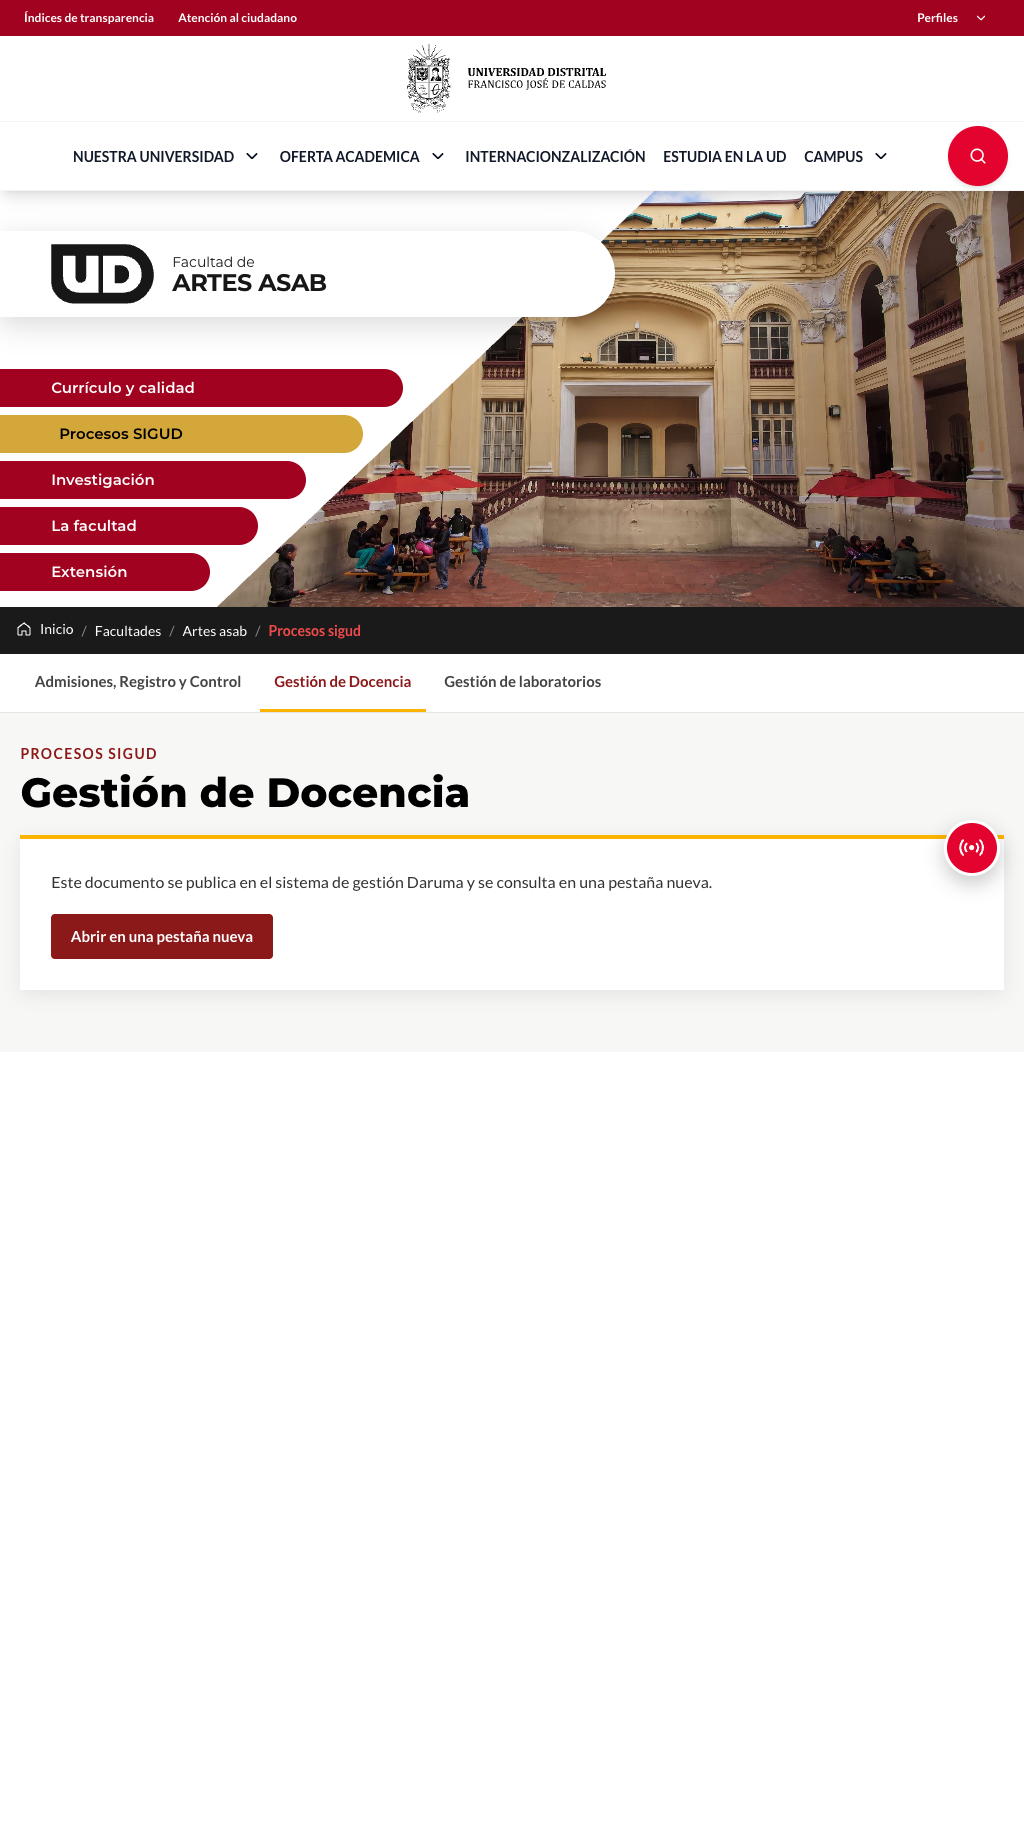 Índices de transparencia
Atención al ciudadano
Perfiles
UNIVERSIDAD DISTRITAL
FRANCISCO JOSÉ DE CALDAS
NUESTRA UNIVERSIDAD
OFERTA ACADEMICA
INTERNACIONZALIZACIÓN
ESTUDIA EN LA UD
CAMPUS
UD
Facultad de
ARTES ASAB
Currículo y calidad
Procesos SIGUD
Investigación
La facultad
Extensión
Inicio / Facultades / Artes asab / Procesos sigud
Admisiones, Registro y Control
Gestión de Docencia
Gestión de laboratorios
PROCESOS SIGUD
Gestión de Docencia
Este documento se publica en el sistema de gestión Daruma y se consulta en una pestaña nueva.
Abrir en una pestaña nueva